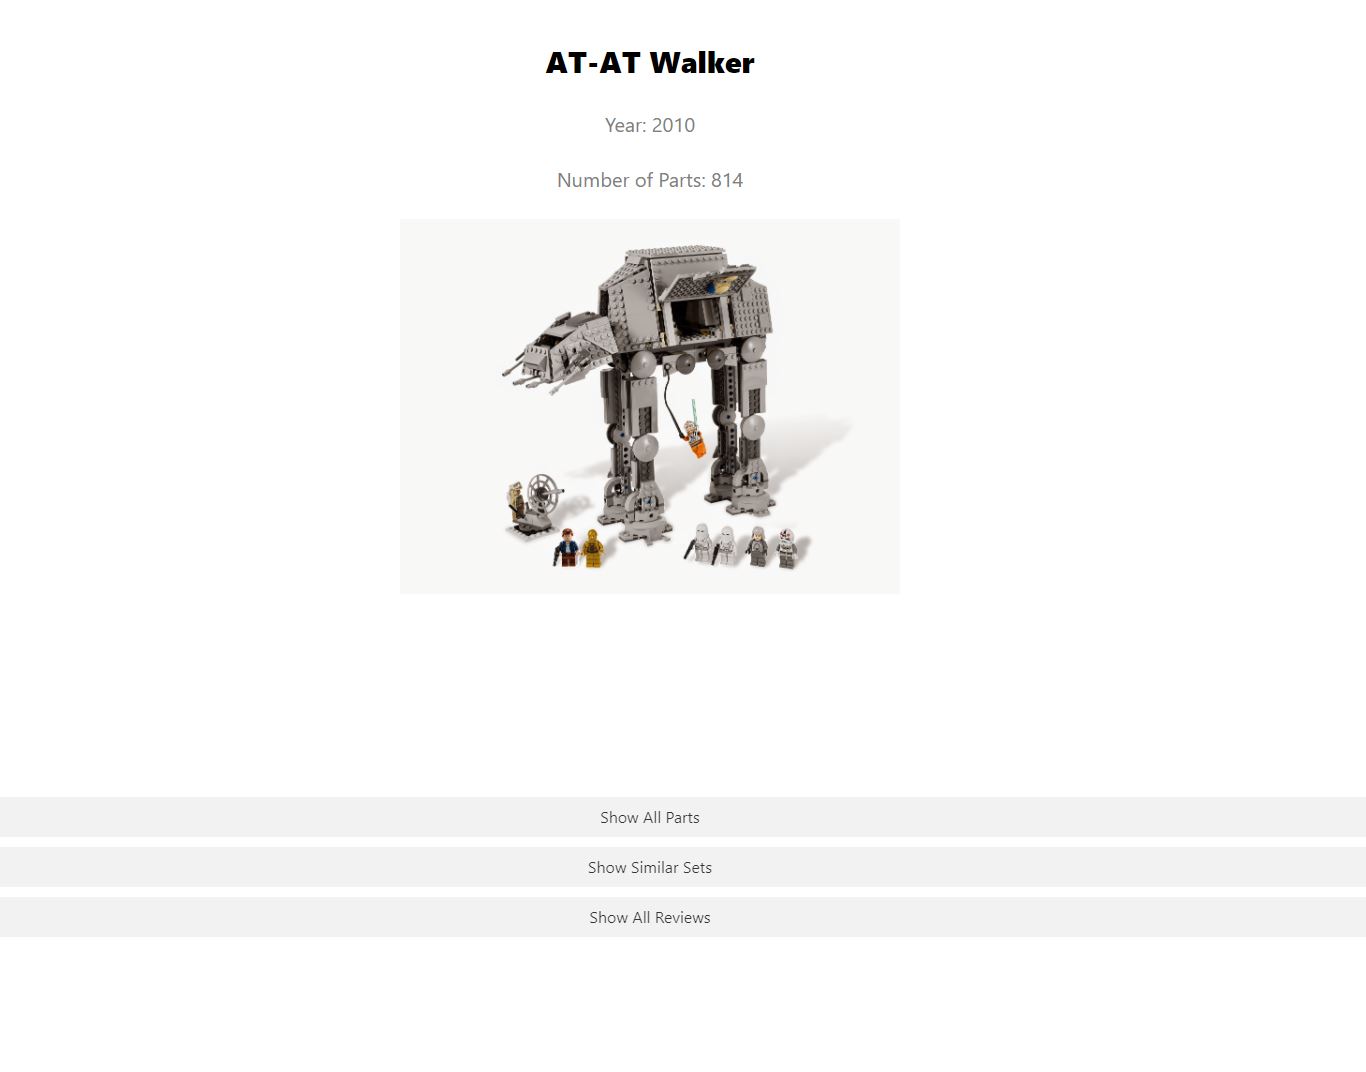 AT-AT Walker
Year: 2010
Number of Parts: 814
Show All Parts
Show Similar Sets
Show All Reviews